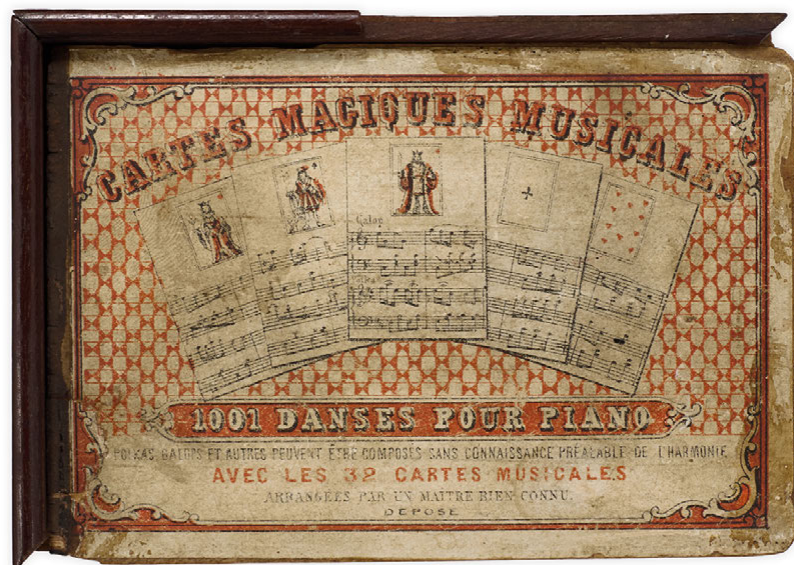 CARTES MAGIQUES MUSICALES
Galop
1001 DANSES POUR PIANO
POLKAS, GALOPS ET AUTRES PEUVENT ÊTRE COMPOSÉS SANS CONNAISSANCE PRÉALABLE DE L'HARMONIE
AVEC LES 32 CARTES MUSICALES
ARRANGÉES PAR UN MAITRE BIEN CONNU.
DÉPOSÉ